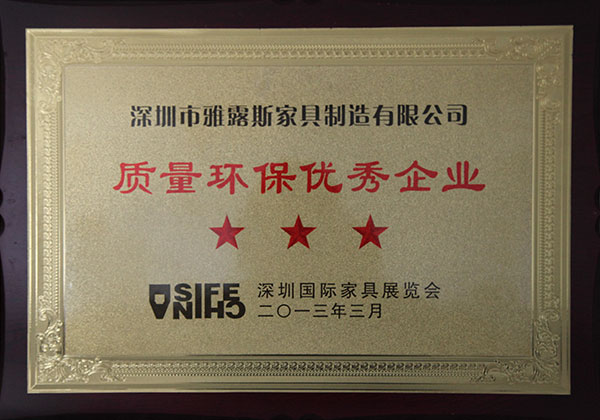 深圳市雅露斯家具制造有限公司
质量环保优秀企业
SIFE
CHINA
深圳国际家具展览会
二〇一三年三月